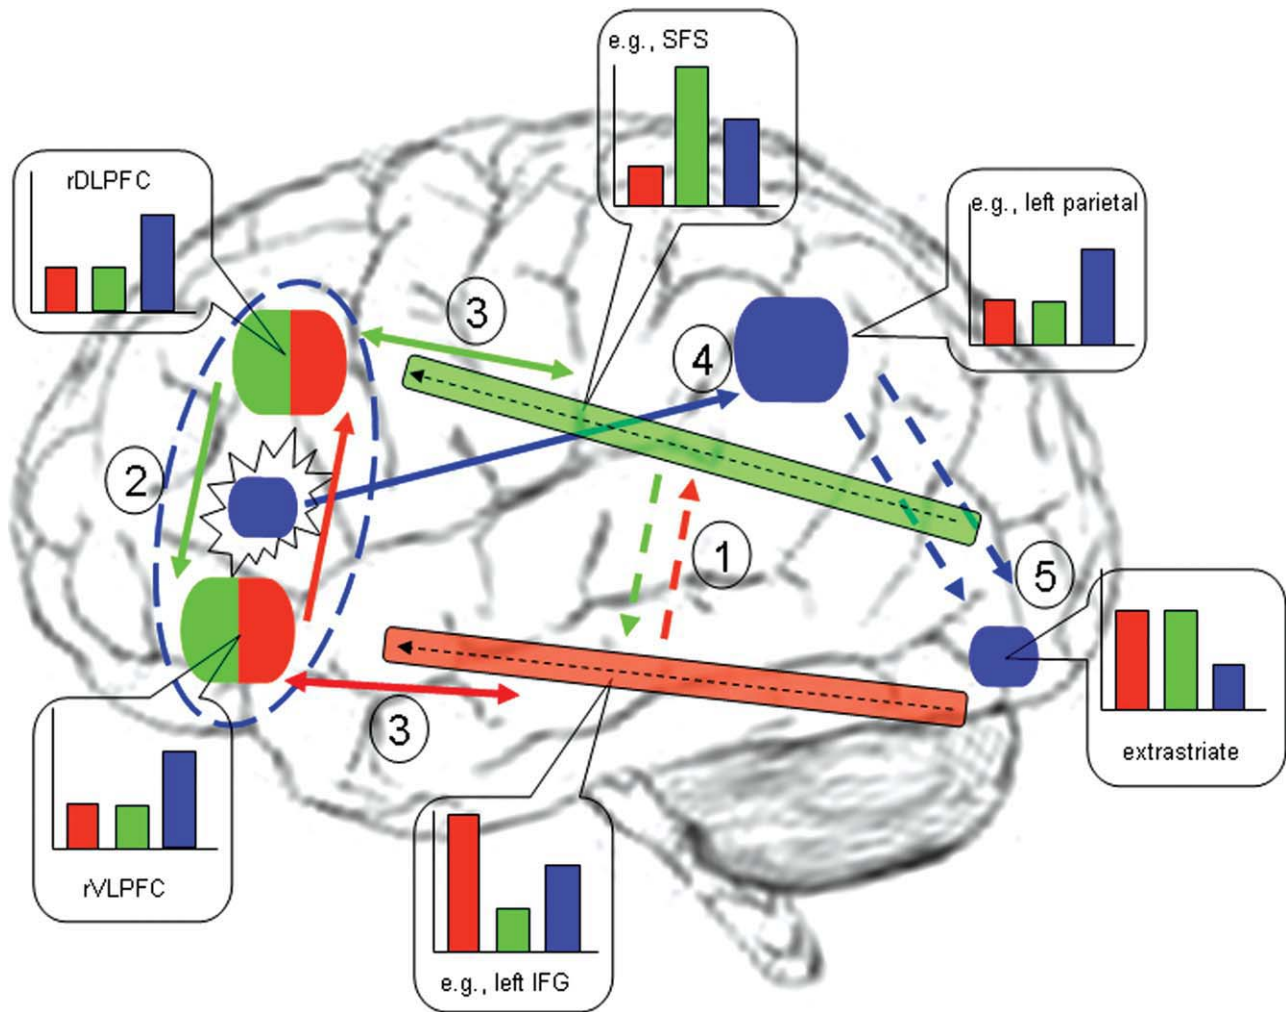 e.g., SFS
rDLPFC
e.g., left parietal
3
4
2
1
5
3
extrastriate
rVLPFC
e.g., left IFG